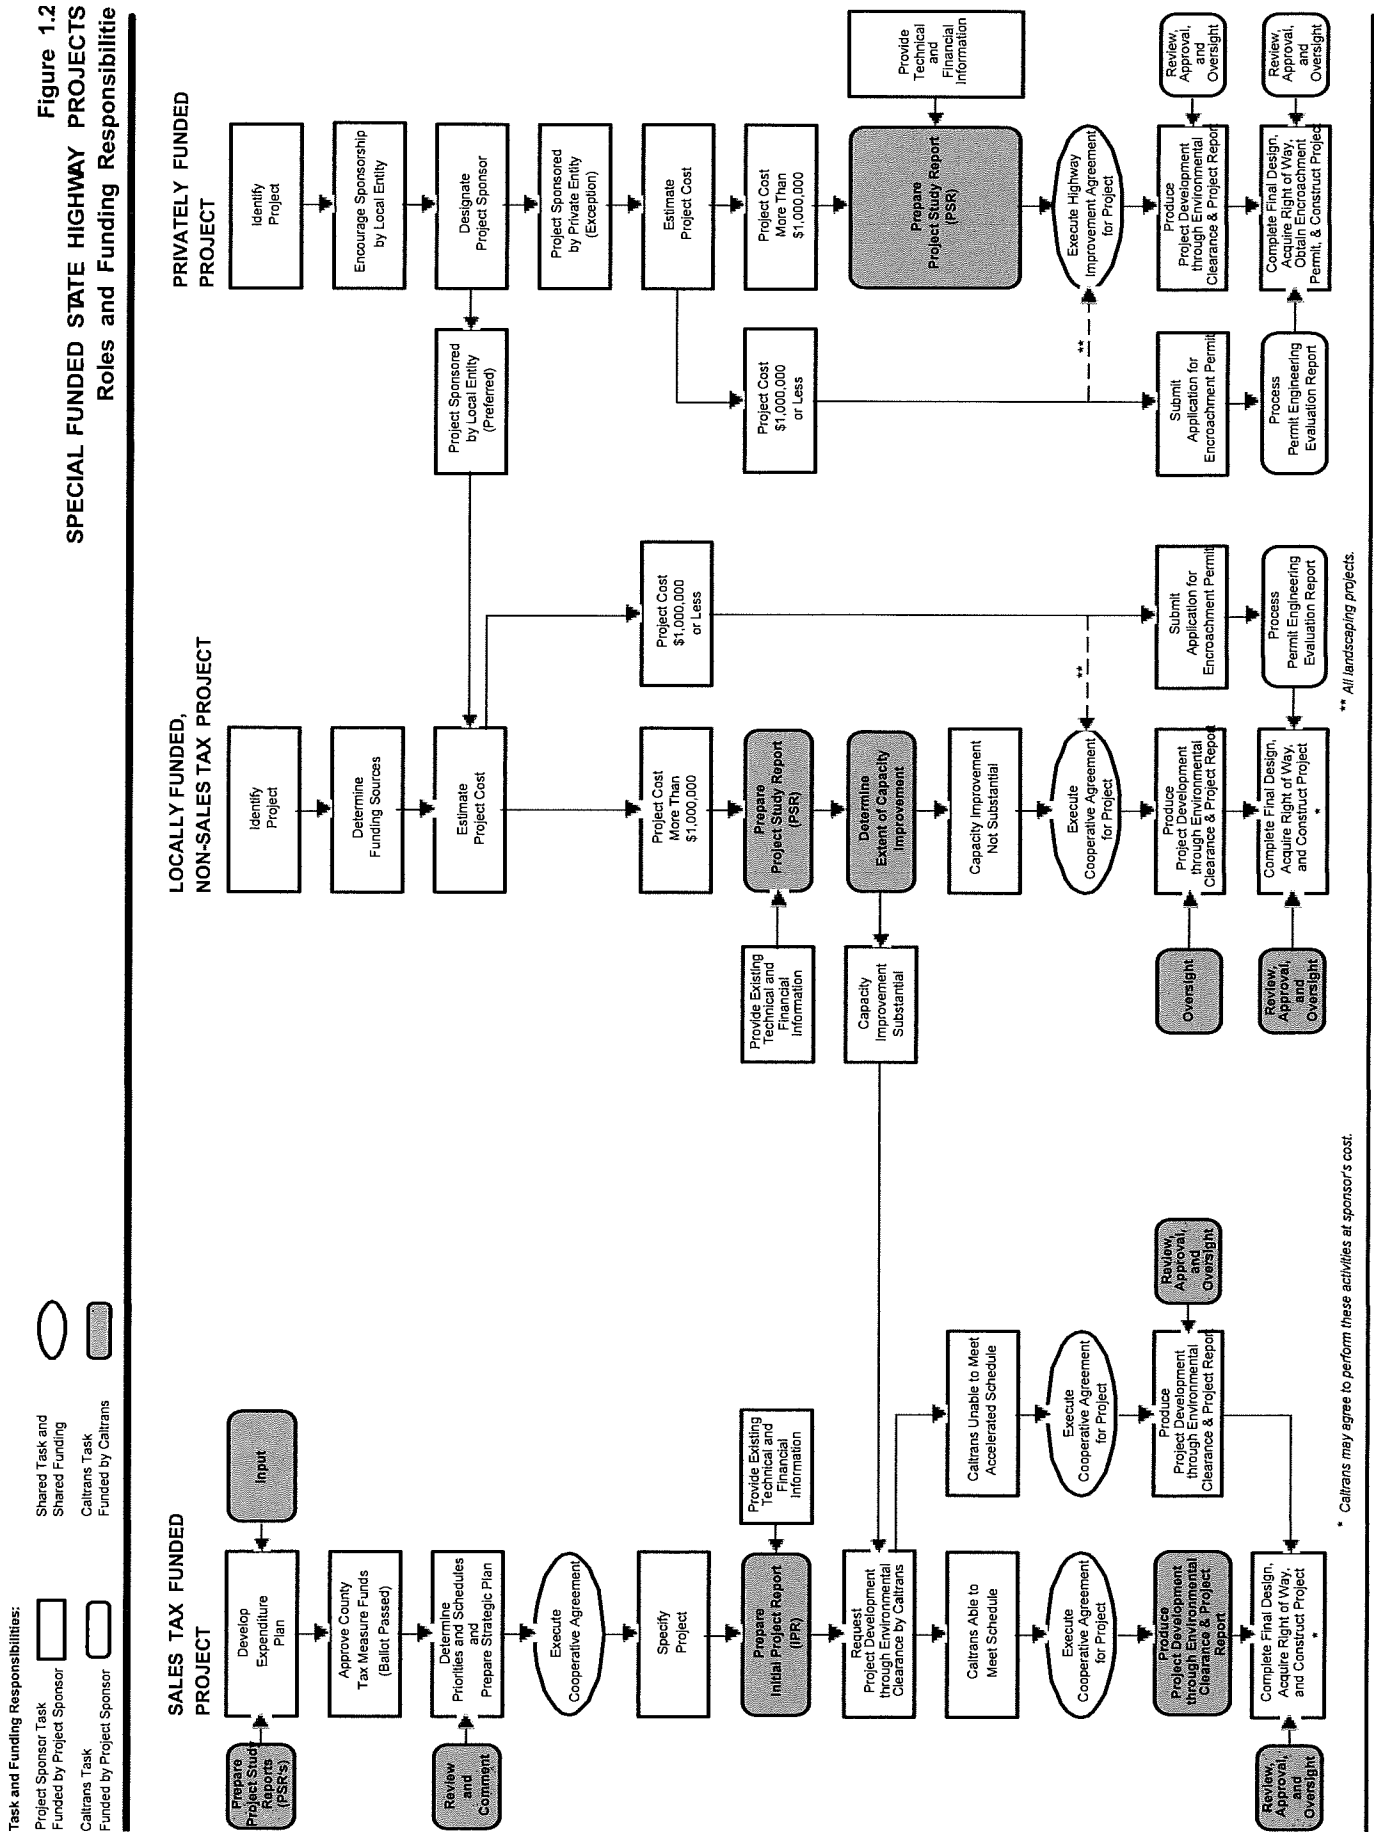 Figure 1.2
SPECIAL FUNDED STATE HIGHWAY PROJECTS
Roles and Funding Responsibilitie
Task and Funding Responsibilities:
Project Sponsor Task
Funded by Project Sponsor
Shared Task and
Shared Funding
Caltrans Task
Funded by Project Sponsor
Caltrans Task
Funded by Caltrans
SALES TAX FUNDED
PROJECT
Prepare
Project Study
Reports
(PSR's)
Develop
Expenditure
Plan
Input
Approve County
Tax Measure Funds
(Ballot Passed)
Review
and
Comment
Determine
Priorities and Schedules
and
Prepare Strategic Plan
Execute
Cooperative Agreement
Specify
Project
Prepare
Initial Project Report
(IPR)
Provide Existing
Technical and
Financial
Information
Request
Project Development
through Environmental
Clearance by Caltrans
Caltrans Able to
Meet Schedule
Caltrans Unable to Meet
Accelerated Schedule
Execute
Cooperative Agreement
for Project
Execute
Cooperative Agreement
for Project
Produce
Project Development
through Environmental
Clearance & Project
Report
Produce
Project Development
through Environmental
Clearance & Project Report
Review,
Approval,
and
Oversight
Review,
Approval,
and
Oversight
Complete Final Design,
Acquire Right of Way,
and Construct Project
*
LOCALLY FUNDED,
NON-SALES TAX PROJECT
Identify
Project
Determine
Funding Sources
Estimate
Project Cost
Project Cost
More Than
$1,000,000
Project Cost
$1,000,000
or Less
Provide Existing
Technical and
Financial
Information
Prepare
Project Study Report
(PSR)
Capacity
Improvement
Substantial
Determine
Extent of Capacity
Improvement
Capacity Improvement
Not Substantial
Execute
Cooperative Agreement
for Project
**
Oversight
Produce
Project Development
through Environmental
Clearance & Project Report
Submit
Application for
Encroachment Permit
Review,
Approval,
and
Oversight
Complete Final Design,
Acquire Right of Way,
and Construct Project
*
Process
Permit Engineering
Evaluation Report
PRIVATELY FUNDED
PROJECT
Identify
Project
Encourage Sponsorship
by Local Entity
Project Sponsored
by Local Entity
(Preferred)
Designate
Project Sponsor
Project Sponsored
by Private Entity
(Exception)
Estimate
Project Cost
Project Cost
$1,000,000
or Less
Project Cost
More Than
$1,000,000
Prepare
Project Study Report
(PSR)
Provide
Technical
and
Financial
Information
**
Execute Highway
Improvement Agreement
for Project
Submit
Application for
Encroachment Permit
Produce
Project Development
through Environmental
Clearance & Project Report
Review,
Approval,
and
Oversight
Process
Permit Engineering
Evaluation Report
Complete Final Design,
Acquire Right of Way,
Obtain Encroachment
Permit, & Construct Project
Review,
Approval,
and
Oversight
* Caltrans may agree to perform these activities at sponsor's cost.
** All landscaping projects.